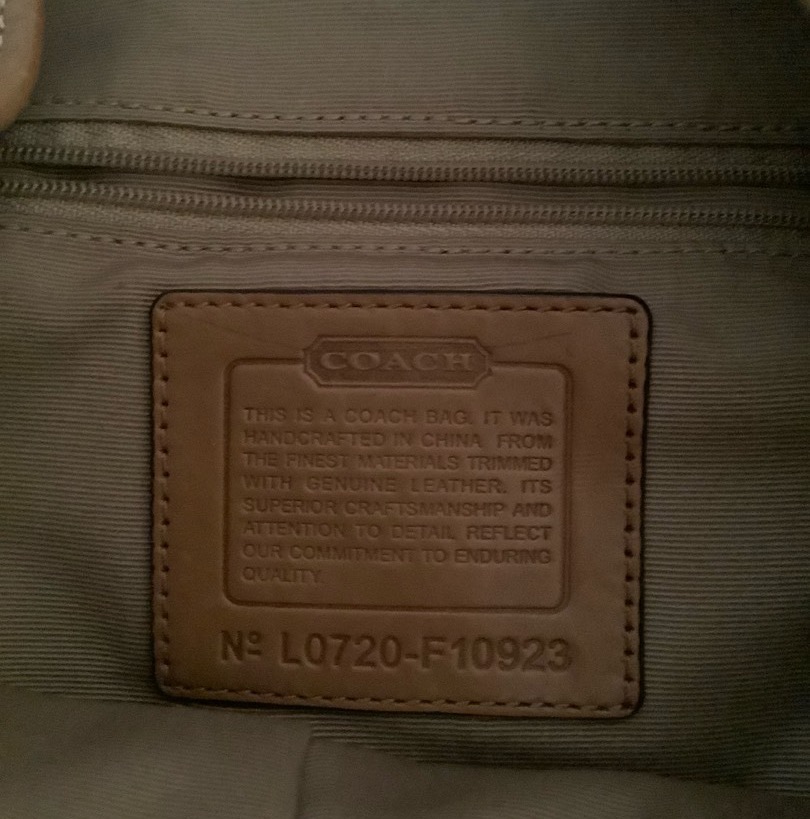 COACH
THIS IS A COACH BAG. IT WAS
HANDCRAFTED IN CHINA FROM
THE FINEST MATERIALS TRIMMED
WITH GENUINE LEATHER. ITS
SUPERIOR CRAFTSMANSHIP AND
ATTENTION TO DETAIL REFLECT
OUR COMMITMENT TO ENDURING
QUALITY.
Nº L0720-F10923